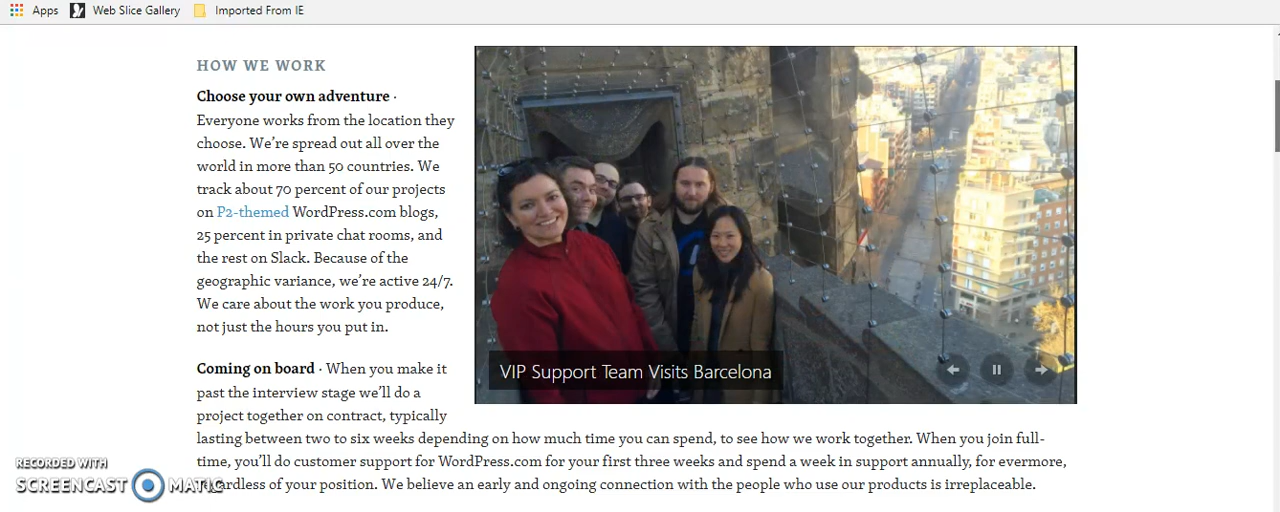 Apps Web Slice Gallery Imported From IE
HOW WE WORK
Choose your own adventure ·
Everyone works from the location they
choose. We’re spread out all over the
world in more than 50 countries. We
track about 70 percent of our projects
on P2-themed WordPress.com blogs,
25 percent in private chat rooms, and
the rest on Slack. Because of the
geographic variance, we’re active 24/7.
We care about the work you produce,
not just the hours you put in.
VIP Support Team Visits Barcelona
Coming on board · When you make it
past the interview stage we’ll do a
project together on contract, typically
lasting between two to six weeks depending on how much time you can spend, to see how we work together. When you join full-
time, you’ll do customer support for WordPress.com for your first three weeks and spend a week in support annually, for evermore,
regardless of your position. We believe an early and ongoing connection with the people who use our products is irreplaceable.
RECORDED WITH
SCREENCAST MATIC